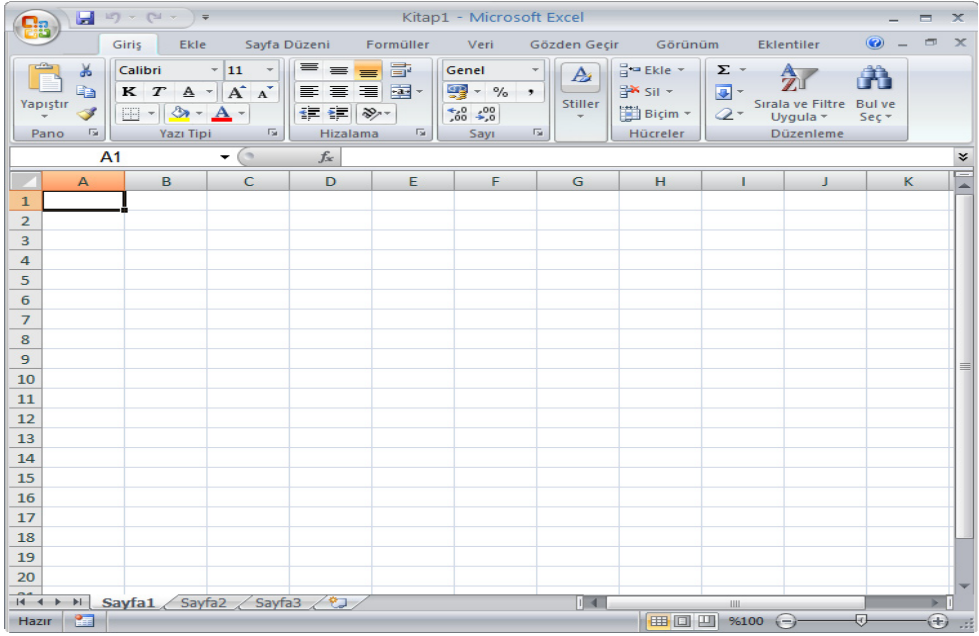 Kitap1 - Microsoft Excel
Giriş Ekle Sayfa Düzeni Formüller Veri Gözden Geçir Görünüm Eklentiler
Calibri 11 Genel Ekle Σ
K T A A A % , Sil
Yapıştır Stiller Sırala ve Filtre Uygula Bul ve Seç
A Biçim
Pano Yazı Tipi Hizalama Sayı Hücreler Düzenleme
A1 fx
A B C D E F G H I J K
1
2
3
4
5
6
7
8
9
10
11
12
13
14
15
16
17
18
19
20
Sayfa1 Sayfa2 Sayfa3
Hazır %100